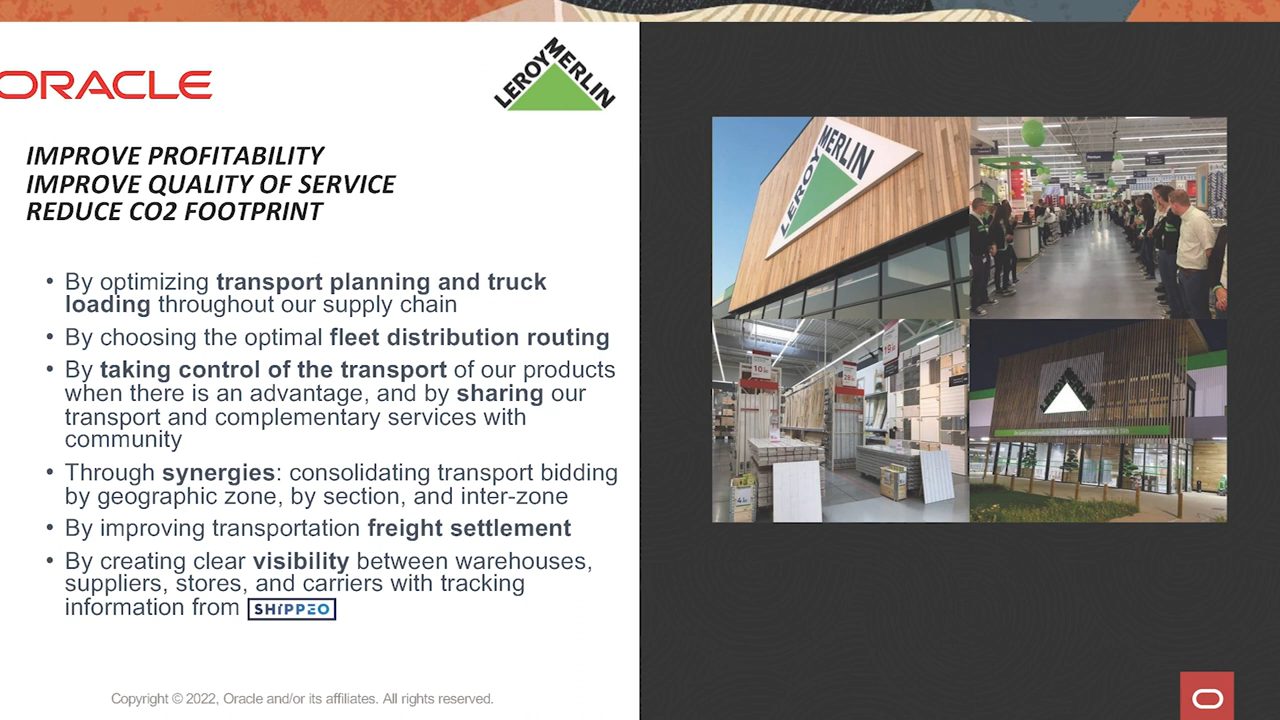 ORACLE
LEROY MERLIN
IMPROVE PROFITABILITY
IMPROVE QUALITY OF SERVICE
REDUCE CO2 FOOTPRINT
• By optimizing transport planning and truck
loading throughout our supply chain
• By choosing the optimal fleet distribution routing
• By taking control of the transport of our products
when there is an advantage, and by sharing our
transport and complementary services with
community
• Through synergies: consolidating transport bidding
by geographic zone, by section, and inter-zone
• By improving transportation freight settlement
• By creating clear visibility between warehouses,
suppliers, stores, and carriers with tracking
information from SHIPPEO
Copyright © 2022, Oracle and/or its affiliates. All rights reserved.
LEROY MERLIN